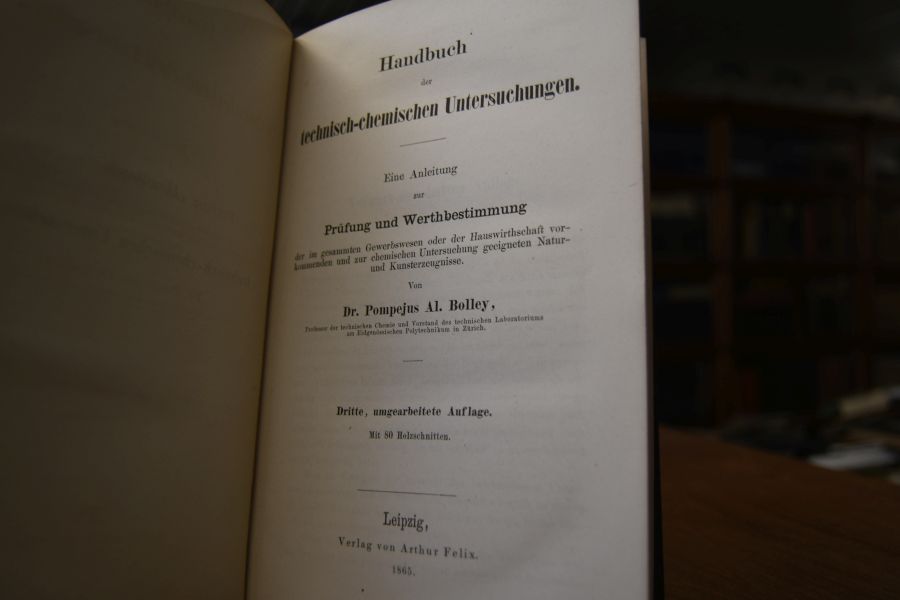 Handbuch
der
technisch-chemischen Untersuchungen.
Eine Anleitung
zur
Prüfung und Werthbestimmung
der im gesammten Gewerbswesen oder der Hauswirthschaft vor-
kommenden und zur chemischen Untersuchung geeigneten Natur-
und Kunsterzeugnisse.
Von
Dr. Pompejus Al. Bolley,
Professor der technischen Chemie und Vorstand des technischen Laboratoriums
am Eidgenössischen Polytechnikum in Zürich.
Dritte, umgearbeitete Auflage.
Mit 80 Holzschnitten.
Leipzig,
Verlag von Arthur Felix.
1865.